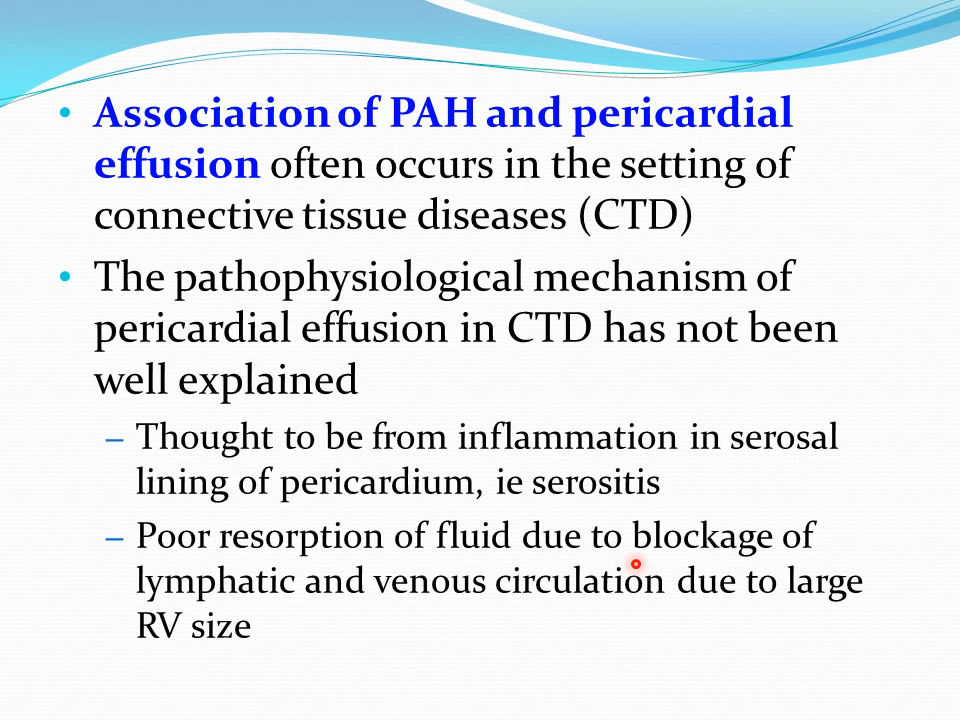 • Association of PAH and pericardial
effusion often occurs in the setting of
connective tissue diseases (CTD)
• The pathophysiological mechanism of
pericardial effusion in CTD has not been
well explained
– Thought to be from inflammation in serosal
lining of pericardium, ie serositis
– Poor resorption of fluid due to blockage of
lymphatic and venous circulation due to large
RV size